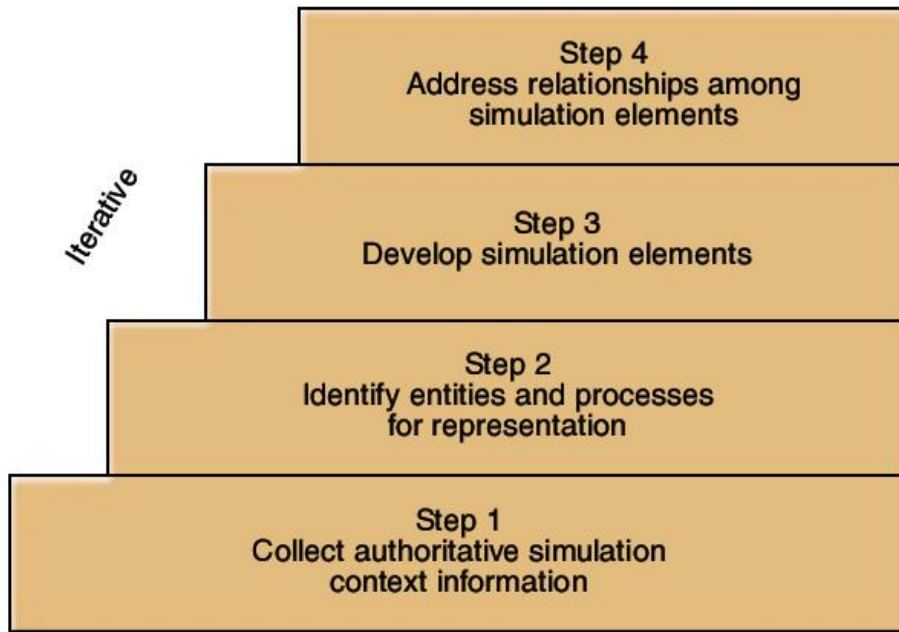 Step 4
Address relationships among
simulation elements
Iterative
Step 3
Develop simulation elements
Step 2
Identify entities and processes
for representation
Step 1
Collect authoritative simulation
context information